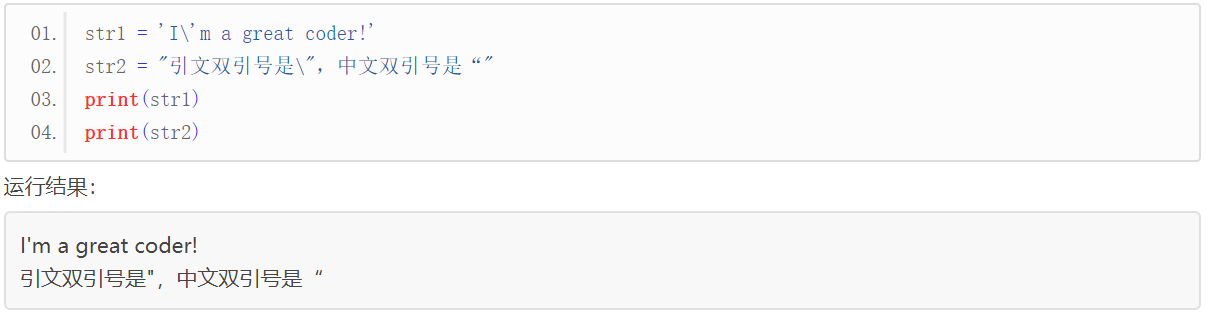 01. str1 = 'I\'m a great coder!'
02. str2 = "引文双引号是\"，中文双引号是“"
03. print(str1)
04. print(str2)
运行结果：
I'm a great coder!
引文双引号是"，中文双引号是“